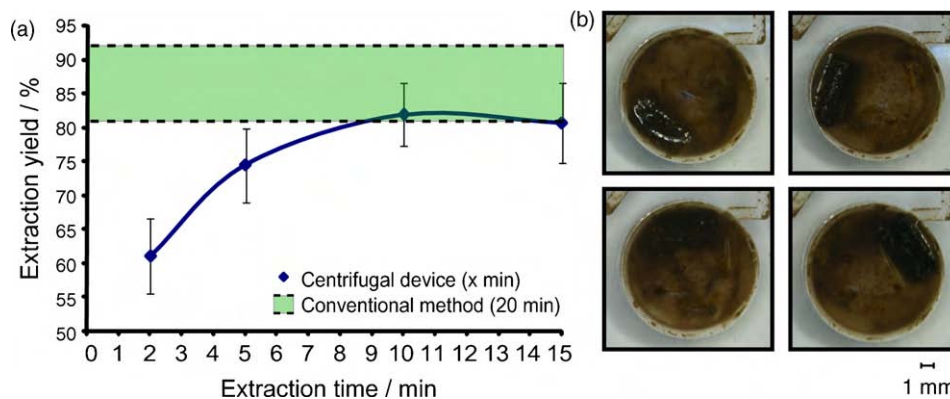 (a)
95
90
85
80
75
70
65
60
55
50
Extraction yield / %
Centrifugal device (x min)
Conventional method (20 min)
0 1 2 3 4 5 6 7 8 9 10 11 12 13 14 15
Extraction time / min
(b)
1 mm